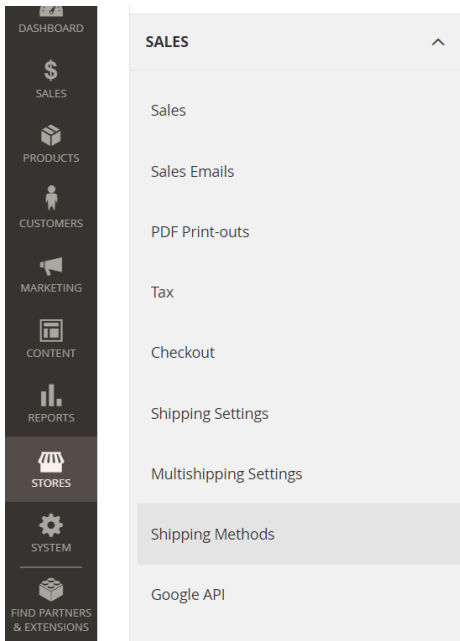 DASHBOARD
SALES
PRODUCTS
CUSTOMERS
MARKETING
CONTENT
REPORTS
STORES
SYSTEM
FIND PARTNERS
& EXTENSIONS
SALES
Sales
Sales Emails
PDF Print-outs
Tax
Checkout
Shipping Settings
Multishipping Settings
Shipping Methods
Google API